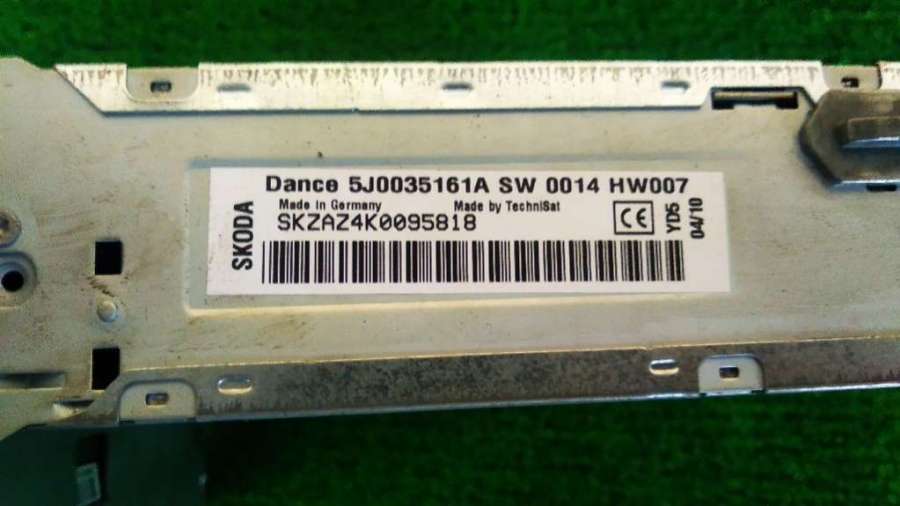 Dance 5J0035161A SW 0014 HW007
Made in Germany
Made by TechniSat
SKZAZ4K0095818
SKODA
YD5
04/10
CE